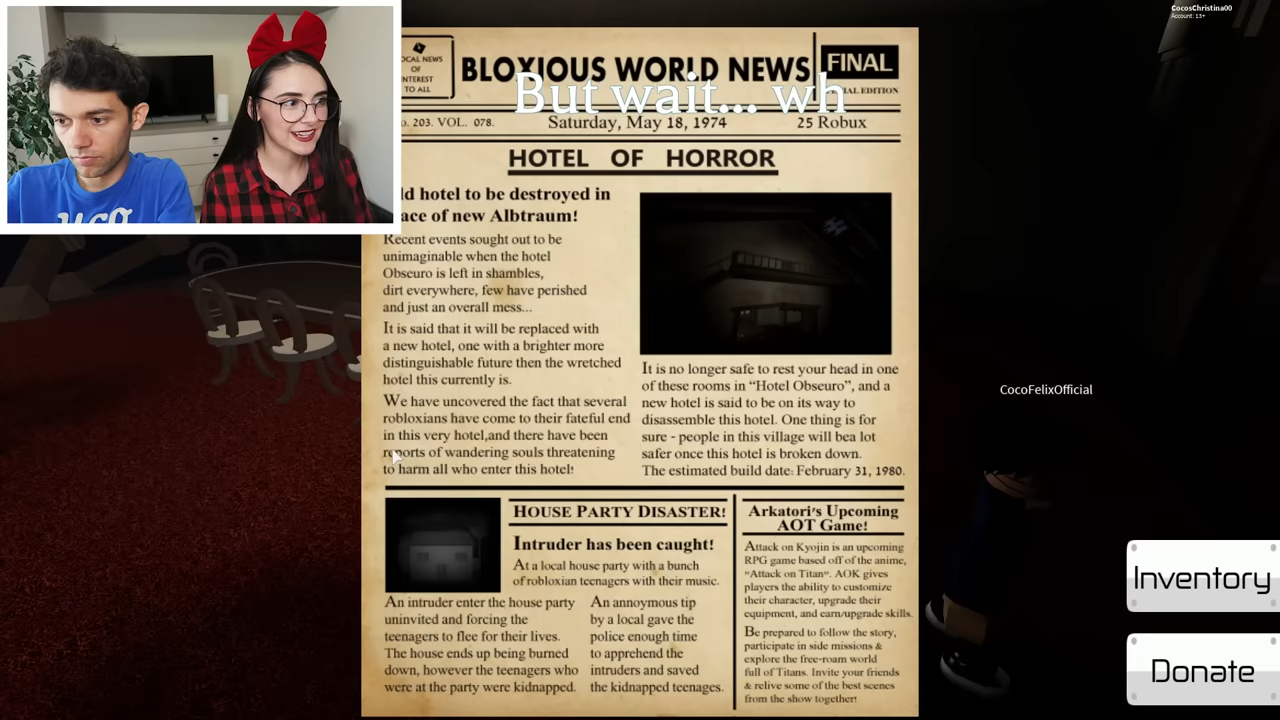 CocosChristina00
Account: 13+
OCAL NEWS
OF
INTEREST
TO ALL
BLOXIOUS WORLD NEWS
FINAL
IAL EDITION
But wait... wh
o. 203. VOL. 078.
Saturday, May 18, 1974
25 Robux
HOTEL OF HORROR
ld hotel to be destroyed in
ace of new Albtraum!
Recent events sought out to be
unimaginable when the hotel
Obseuro is left in shambles,
dirt everywhere, few have perished
and just an overall mess...
It is said that it will be replaced with
a new hotel, one with a brighter more
distinguishable future then the wretched
hotel this currently is.
We have uncovered the fact that several
robloxians have come to their fateful end
in this very hotel,and there have been
reports of wandering souls threatening
to harm all who enter this hotel!
It is no longer safe to rest your head in one
of these rooms in “Hotel Obseuro”, and a
new hotel is said to be on its way to
disassemble this hotel. One thing is for
sure - people in this village will bea lot
safer once this hotel is broken down.
The estimated build date: February 31, 1980.
HOUSE PARTY DISASTER!
Intruder has been caught!
At a local house party with a bunch
of robloxian teenagers with their music.
An intruder enter the house party
uninvited and forcing the
teenagers to flee for their lives.
The house ends up being burned
down, however the teenagers who
were at the party were kidnapped.
An annoymous tip
by a local gave the
police enough time
to apprehend the
intruders and saved
the kidnapped teenages.
Arkatori's Upcoming
AOT Game!
Attack on Kyojin is an upcoming
RPG game based off of the anime,
"Attack on Titan". AOK gives
players the ability to customize
their character, upgrade their
equipment, and earn/upgrade skills.
Be prepared to follow the story,
participate in side missions &
explore the free-roam world
full of Titans. Invite your friends
& relive some of the best scenes
from the show together!
CocoFelixOfficial
Inventory
Donate